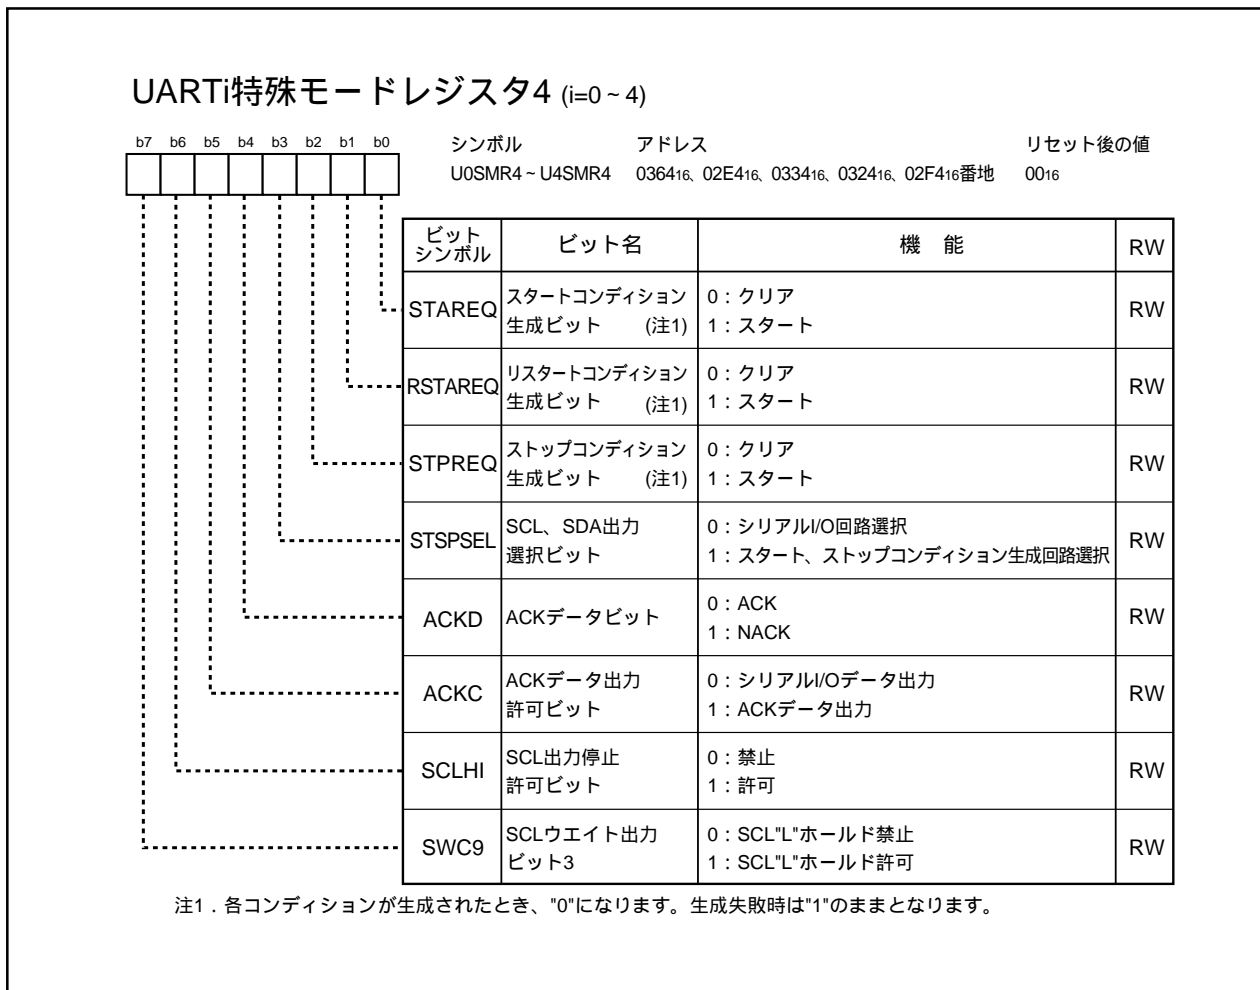 UARTi特殊モードレジスタ4 (i=0~4)
b7 b6 b5 b4 b3 b2 b1 b0
シンボル アドレス リセット後の値
U0SMR4~U4SMR4 036416、02E416、033416、032416、02F416番地 0016
ビット
シンボル
ビット名
機 能
RW
STAREQ
スタートコンディション
生成ビット (注1)
0:クリア
1:スタート
RW
RSTAREQ
リスタートコンディション
生成ビット (注1)
0:クリア
1:スタート
RW
STPREQ
ストップコンディション
生成ビット (注1)
0:クリア
1:スタート
RW
STSPSEL
SCL、SDA出力
選択ビット
0:シリアルI/O回路選択
1:スタート、ストップコンディション生成回路選択
RW
ACKD
ACKデータビット
0:ACK
1:NACK
RW
ACKC
ACKデータ出力
許可ビット
0:シリアルI/Oデータ出力
1:ACKデータ出力
RW
SCLHI
SCL出力停止
許可ビット
0:禁止
1:許可
RW
SWC9
SCLウエイト出力
ビット3
0:SCL"L"ホールド禁止
1:SCL"L"ホールド許可
RW
注1.各コンディションが生成されたとき、"0"になります。生成失敗時は"1"のままとなります。